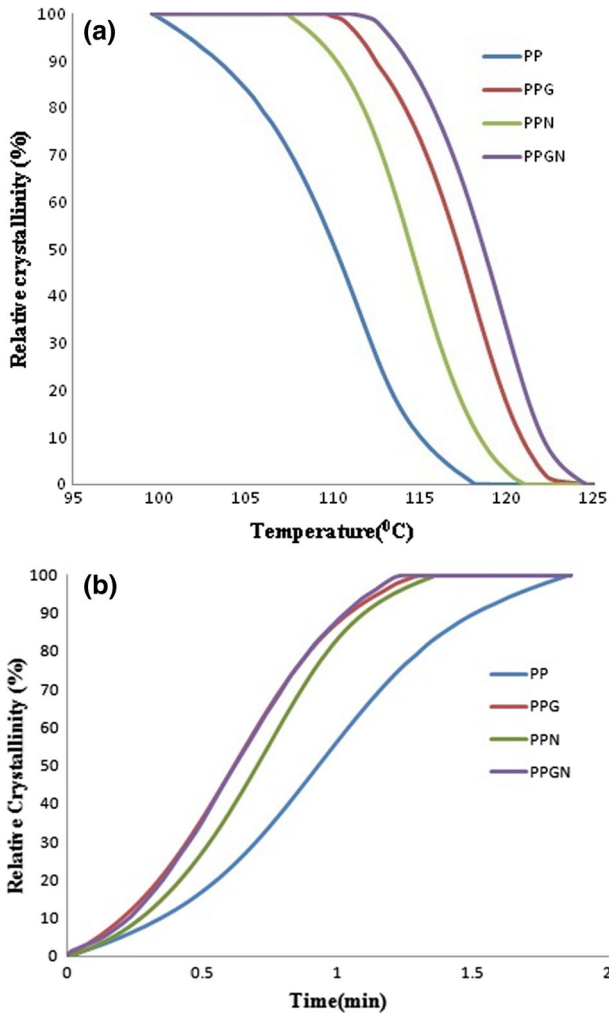 (a)
Relative crystallinity (%)
100
90
80
70
60
50
40
30
20
10
0
95
100
105
110
115
120
125
Temperature(⁰C)
PP
PPG
PPN
PPGN
(b)
Relative Crystallinity (%)
100
90
80
70
60
50
40
30
20
10
0
0
0.5
1
1.5
2
Time(min)
PP
PPG
PPN
PPGN